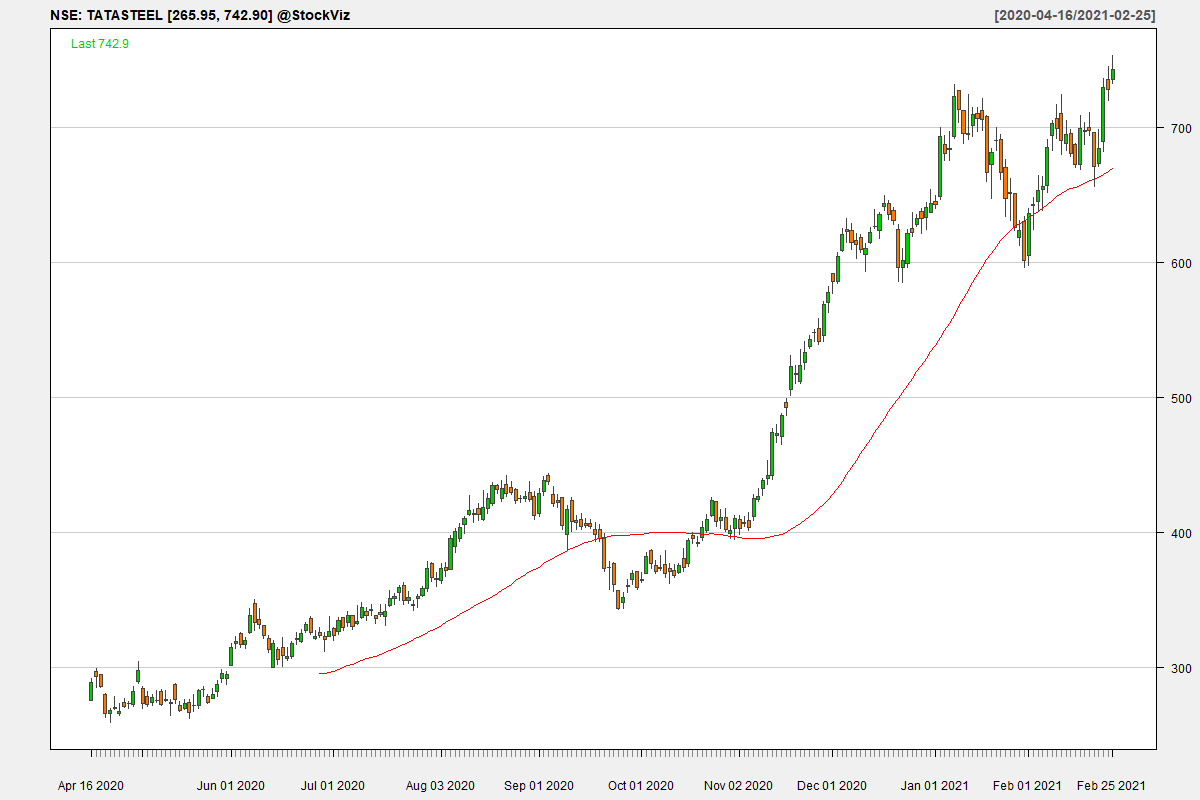 NSE: TATASTEEL [265.95, 742.90] @StockViz [2020-04-16/2021-02-25]
Last 742.9
700
600
500
400
300
Apr 16 2020 Jun 01 2020 Jul 01 2020 Aug 03 2020 Sep 01 2020 Oct 01 2020 Nov 02 2020 Dec 01 2020 Jan 01 2021 Feb 01 2021 Feb 25 2021